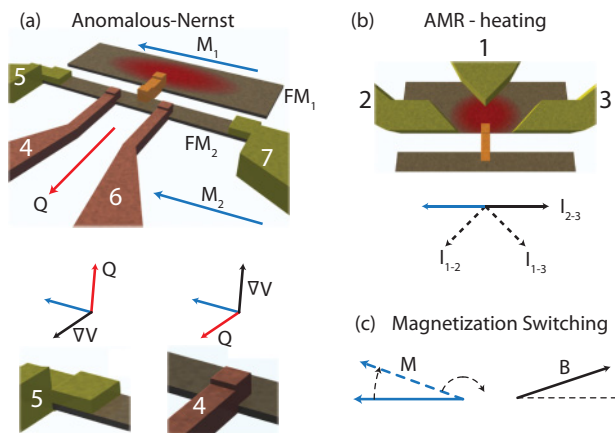 (a) Anomalous-Nernst
M1
5
FM1
4
FM2
7
Q
6
M2
Q
∇V
∇V
Q
5
4
(b) AMR - heating
1
2
3
I2-3
I1-2
I1-3
(c) Magnetization Switching
M
B